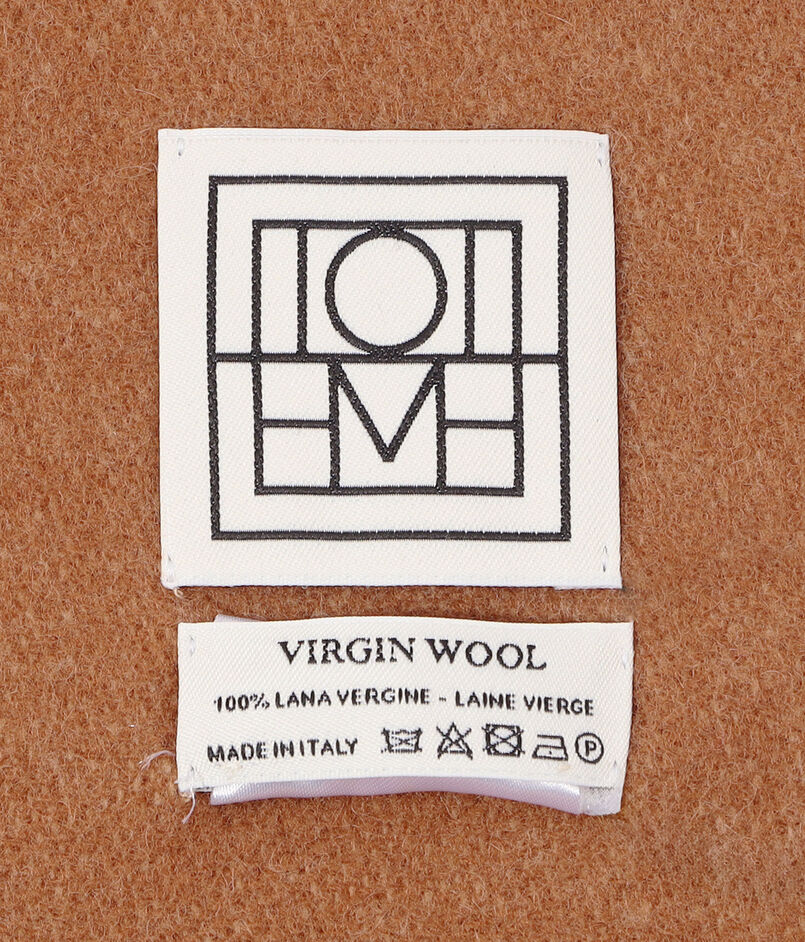 VIRGIN WOOL
100% LANA VERGINE - LAINE VIERGE
MADE IN ITALY P